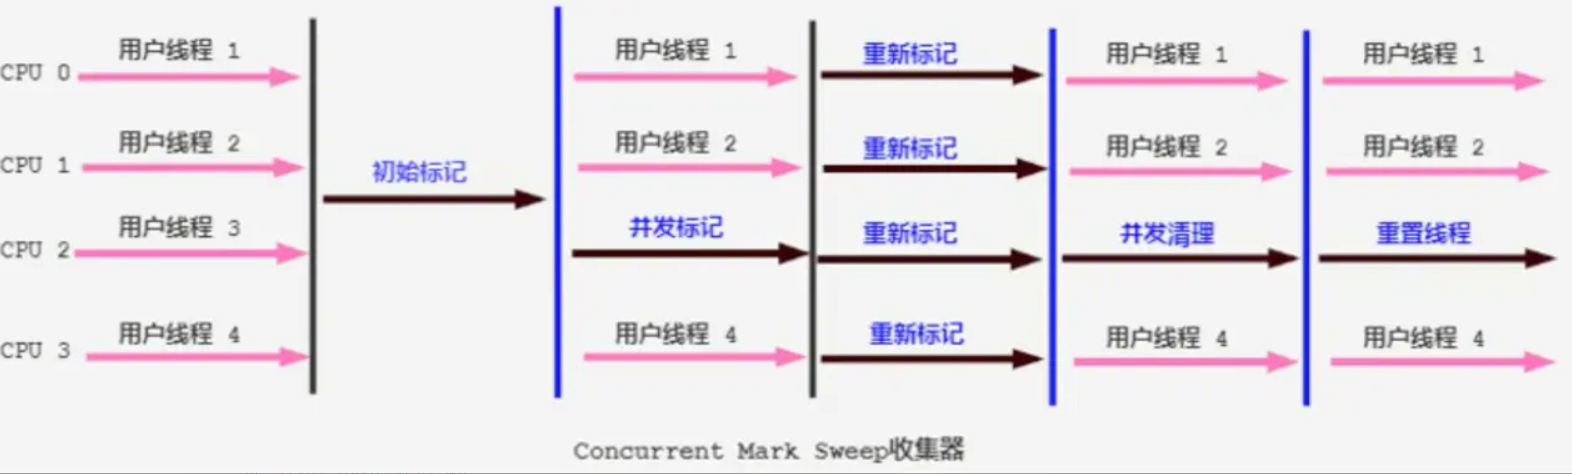 CPU 0 用户线程 1 用户线程 1 重新标记 用户线程 1 用户线程 1
CPU 1 用户线程 2 初始标记 用户线程 2 重新标记 用户线程 2 用户线程 2
CPU 2 用户线程 3 并发标记 重新标记 并发清理 重置线程
CPU 3 用户线程 4 用户线程 4 重新标记 用户线程 4 用户线程 4
Concurrent Mark Sweep收集器